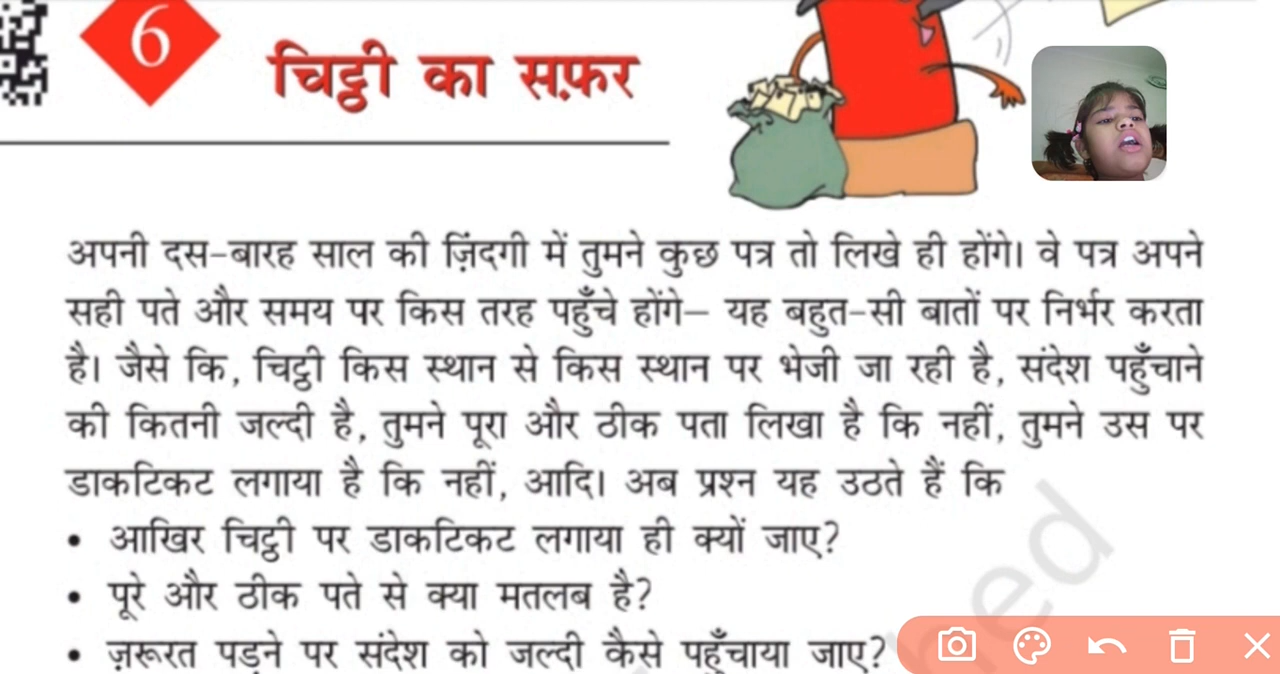 6
चिट्ठी का सफ़र
अपनी दस-बारह साल की ज़िंदगी में तुमने कुछ पत्र तो लिखे ही होंगे। वे पत्र अपने
सही पते और समय पर किस तरह पहुँचे होंगे– यह बहुत-सी बातों पर निर्भर करता
है। जैसे कि, चिट्ठी किस स्थान से किस स्थान पर भेजी जा रही है, संदेश पहुँचाने
की कितनी जल्दी है, तुमने पूरा और ठीक पता लिखा है कि नहीं, तुमने उस पर
डाकटिकट लगाया है कि नहीं, आदि। अब प्रश्न यह उठते हैं कि
• आखिर चिट्ठी पर डाकटिकट लगाया ही क्यों जाए?
• पूरे और ठीक पते से क्या मतलब है?
• ज़रूरत पड़ने पर संदेश को जल्दी कैसे पहुँचाया जाए?